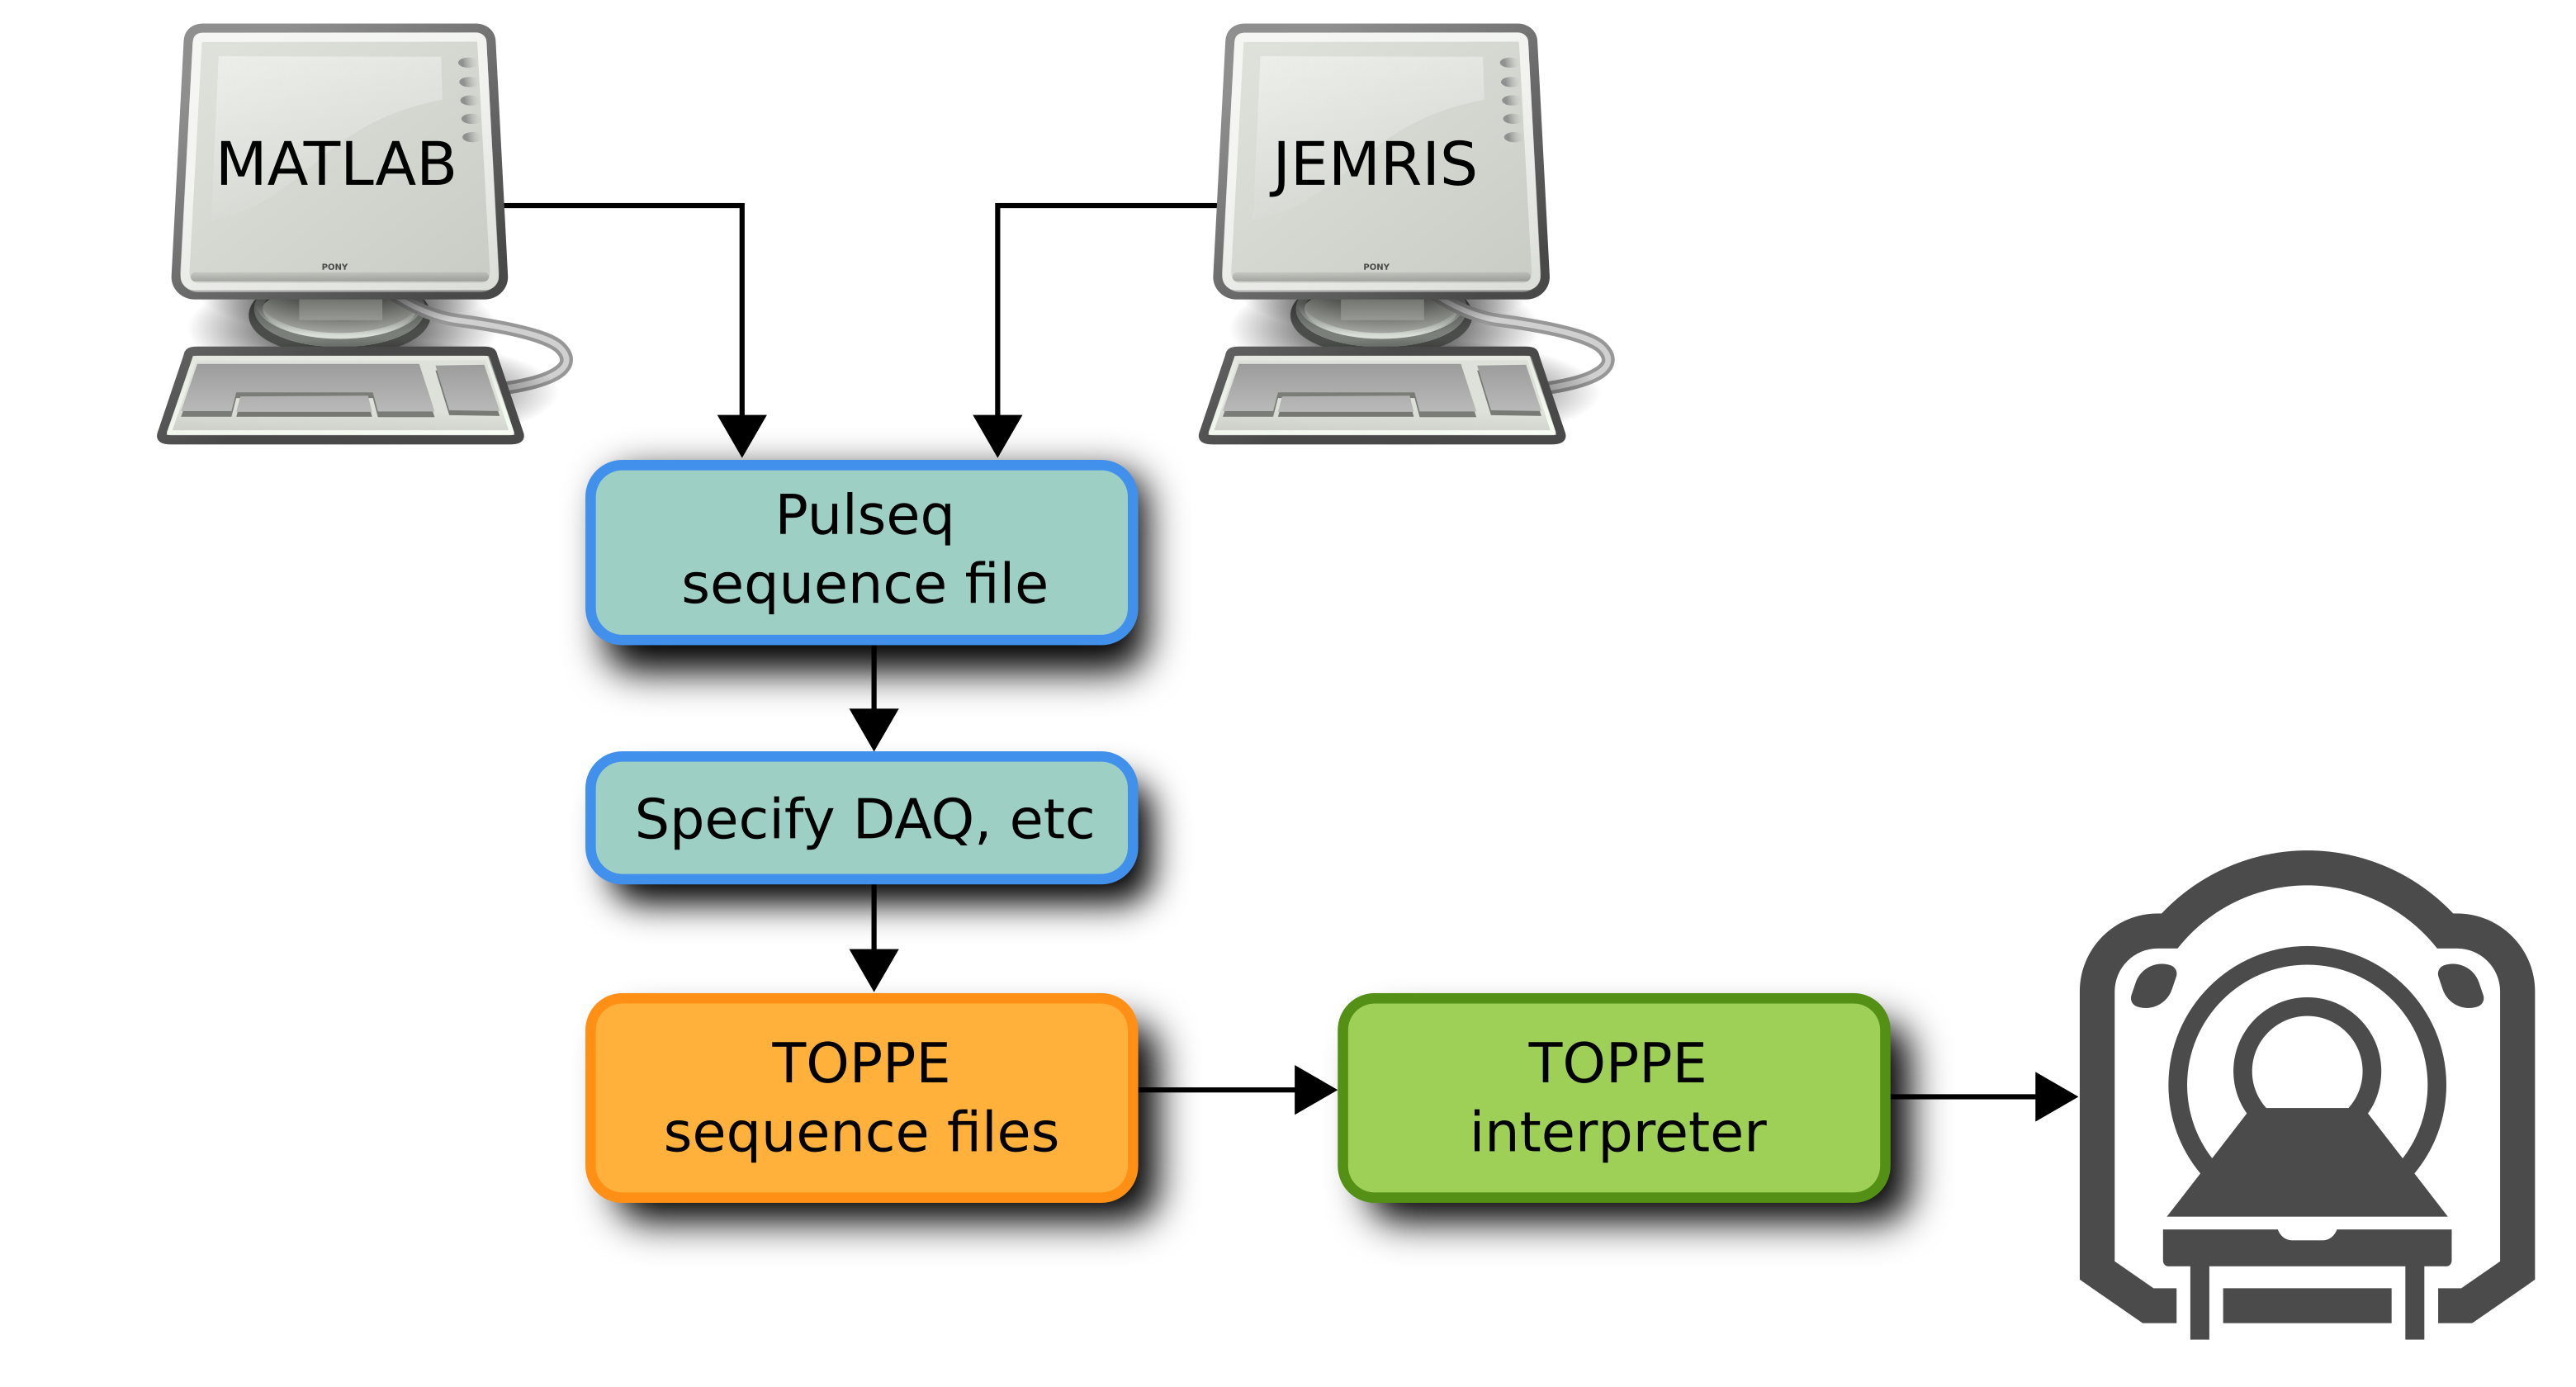 MATLAB
PONY
JEMRIS
PONY
Pulseq
sequence file
Specify DAQ, etc
TOPPE
sequence files
TOPPE
interpreter